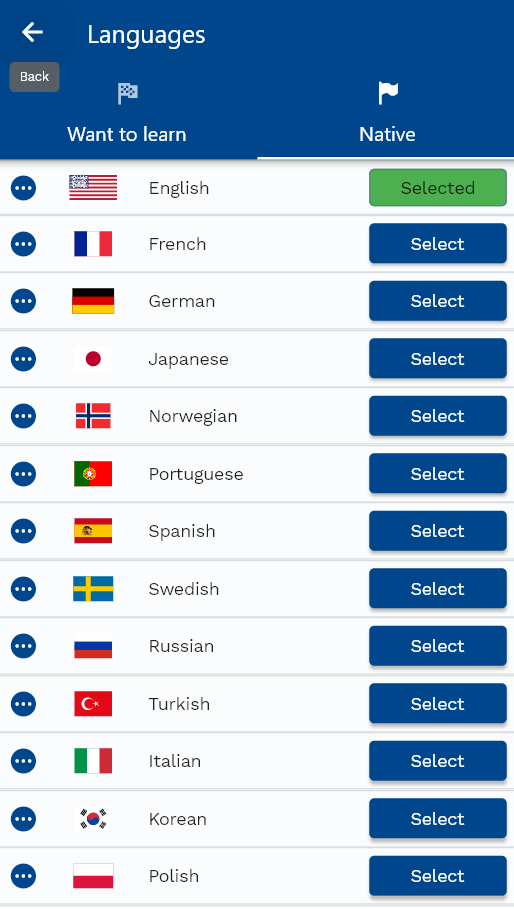 Languages
Back
Want to learn
Native
English Selected
French Select
German Select
Japanese Select
Norwegian Select
Portuguese Select
Spanish Select
Swedish Select
Russian Select
Turkish Select
Italian Select
Korean Select
Polish Select